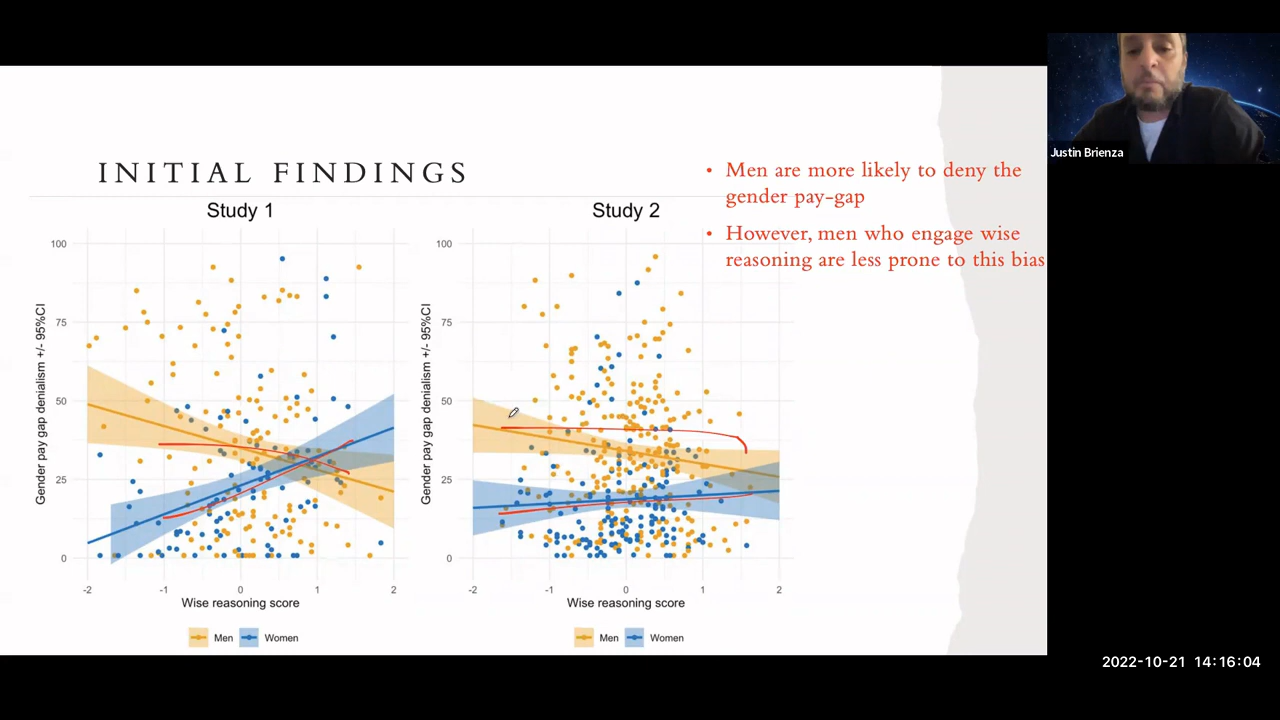 INITIAL FINDINGS
Men are more likely to deny the
gender pay-gap
However, men who engage wise
reasoning are less prone to this bias
Study 1
Gender pay gap denialism +/- 95%CI
100
75
50
25
0
-2 -1 0 1 2
Wise reasoning score
Men Women
Study 2
Gender pay gap denialism +/- 95%CI
100
75
50
25
0
-2 -1 0 1 2
Wise reasoning score
Men Women
Justin Brienza
2022-10-21 14:16:04